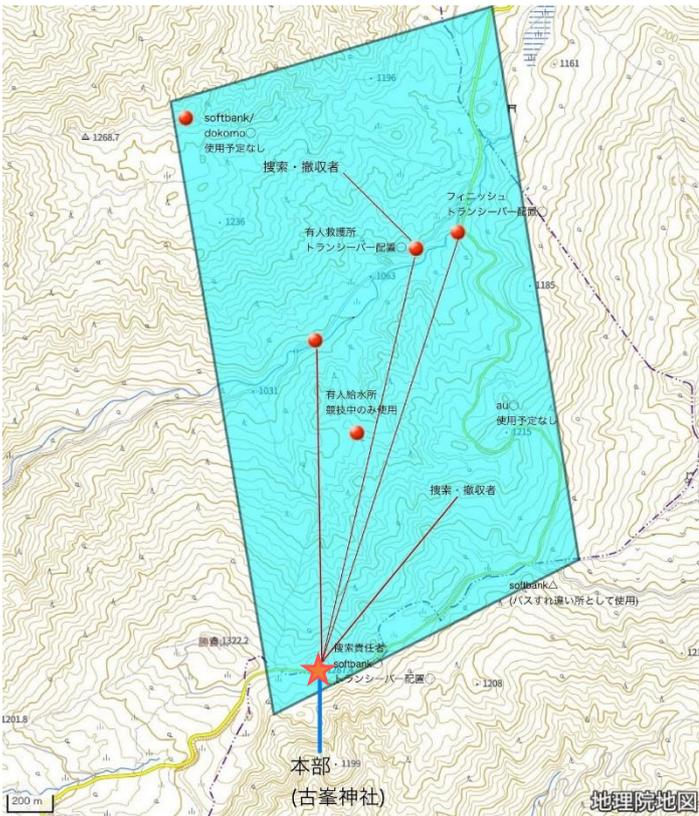 1200
1161
1196
softbank/
dokomo○
使用予定なし
1268.7
捜索・撤収者
フィニッシュ
トランシーバー配置○
1236
有人救護所
トランシーバー配置○
1063
1185
1031
有人給水所
競技中のみ使用
au○
使用予定なし
1215
捜索・撤収者
softbank△
(バスすれ違い所として使用)
1322.2
捜索責任者
softbank○
トランシーバー配置○
1208
1201.8
本部
1199
(古峯神社)
200 m
地理院地図